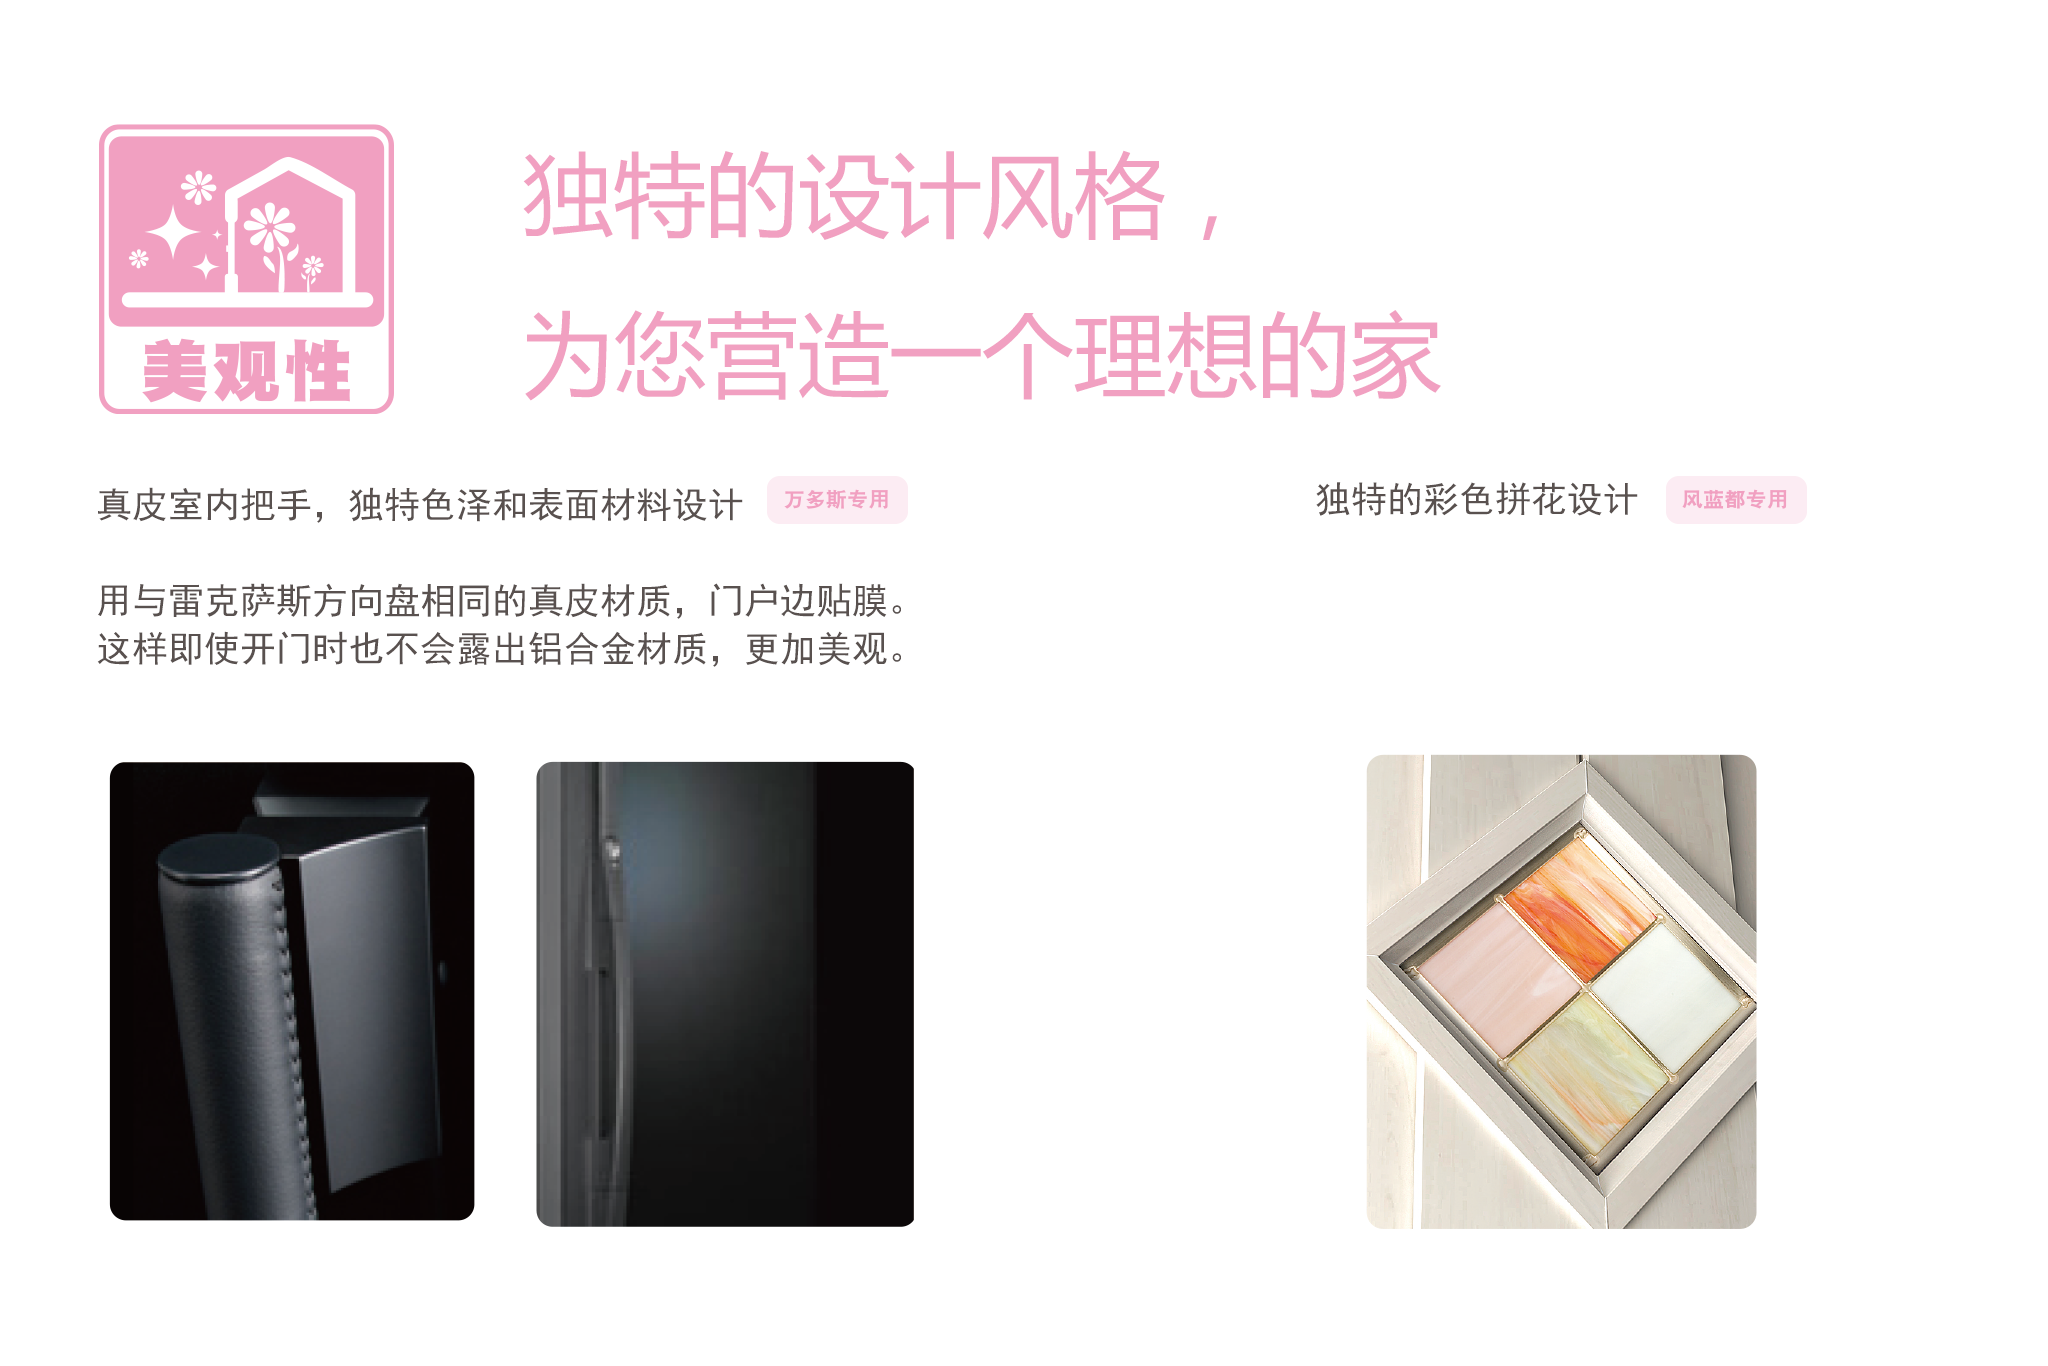 美观性
独特的设计风格，
为您营造一个理想的家
真皮室内把手，独特色泽和表面材料设计 万多斯专用
用与雷克萨斯方向盘相同的真皮材质，门户边贴膜。
这样即使开门时也不会露出铝合金材质，更加美观。
独特的彩色拼花设计 风蓝都专用